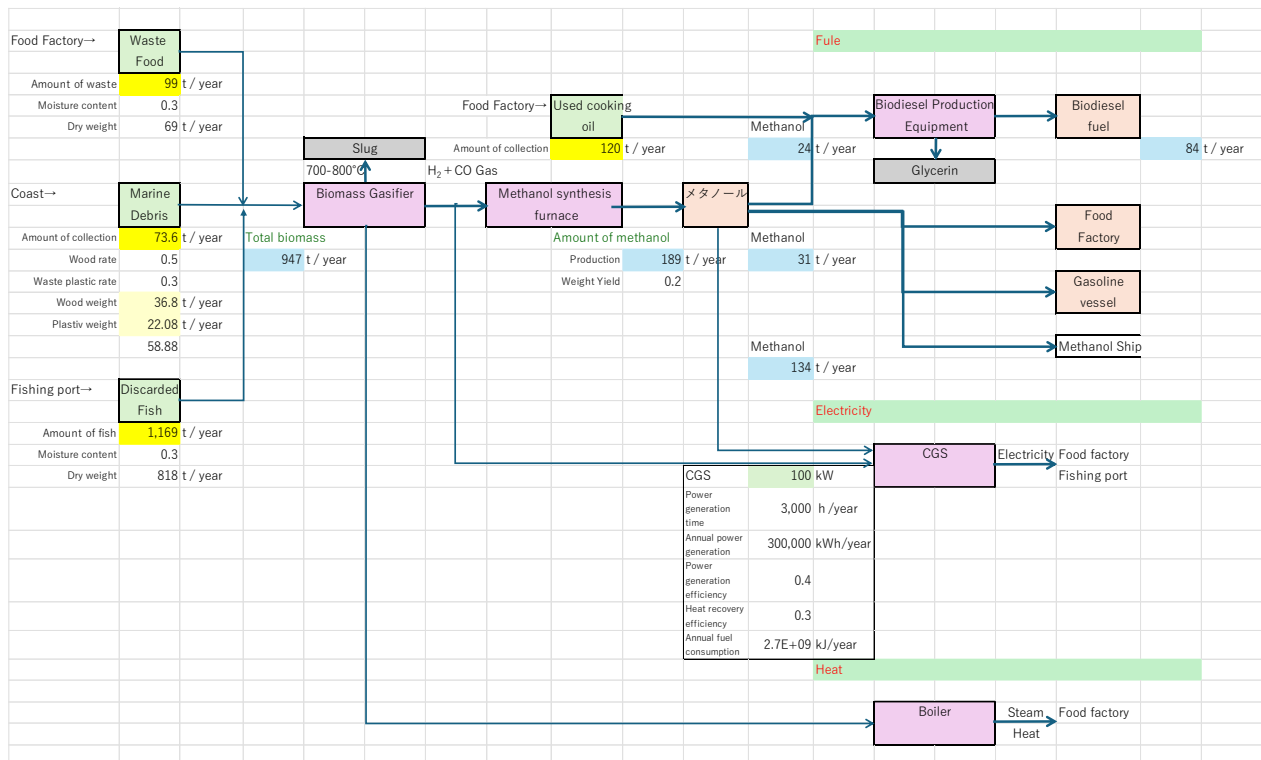 Food Factory→
Waste
Food
Fule
Amount of waste 99 t / year
Moisture content 0.3
Dry weight 69 t / year
Food Factory→
Used cooking
oil
Amount of collection 120 t / year
Methanol
24 t / year
Biodiesel Production
Equipment
Biodiesel
fuel
84 t / year
Glycerin
Slug
700-800°C
H₂＋CO Gas
Coast→
Marine
Debris
Biomass Gasifier
Methanol synthesis
furnace
メタノール
Amount of collection 73.6 t / year
Wood rate 0.5
Waste plastic rate 0.3
Wood weight 36.8 t / year
Plastiv weight 22.08 t / year
58.88
Total biomass
947 t / year
Amount of methanol
Production 189 t / year
Weight Yield 0.2
Methanol
31 t / year
Food
Factory
Gasoline
vessel
Methanol Ship
Methanol
134 t / year
Fishing port→
Discarded
Fish
Amount of fish 1,169 t / year
Moisture content 0.3
Dry weight 818 t / year
Electricity
CGS
Electricity
Food factory
Fishing port
CGS 100 kW
Power
generation
time
3,000 h /year
Annual power
generation
300,000 kWh/year
Power
generation
efficiency
0.4
Heat recovery
efficiency
0.3
Annual fuel
consumption
2.7E+09 kJ/year
Heat
Boiler
Steam
Heat
Food factory